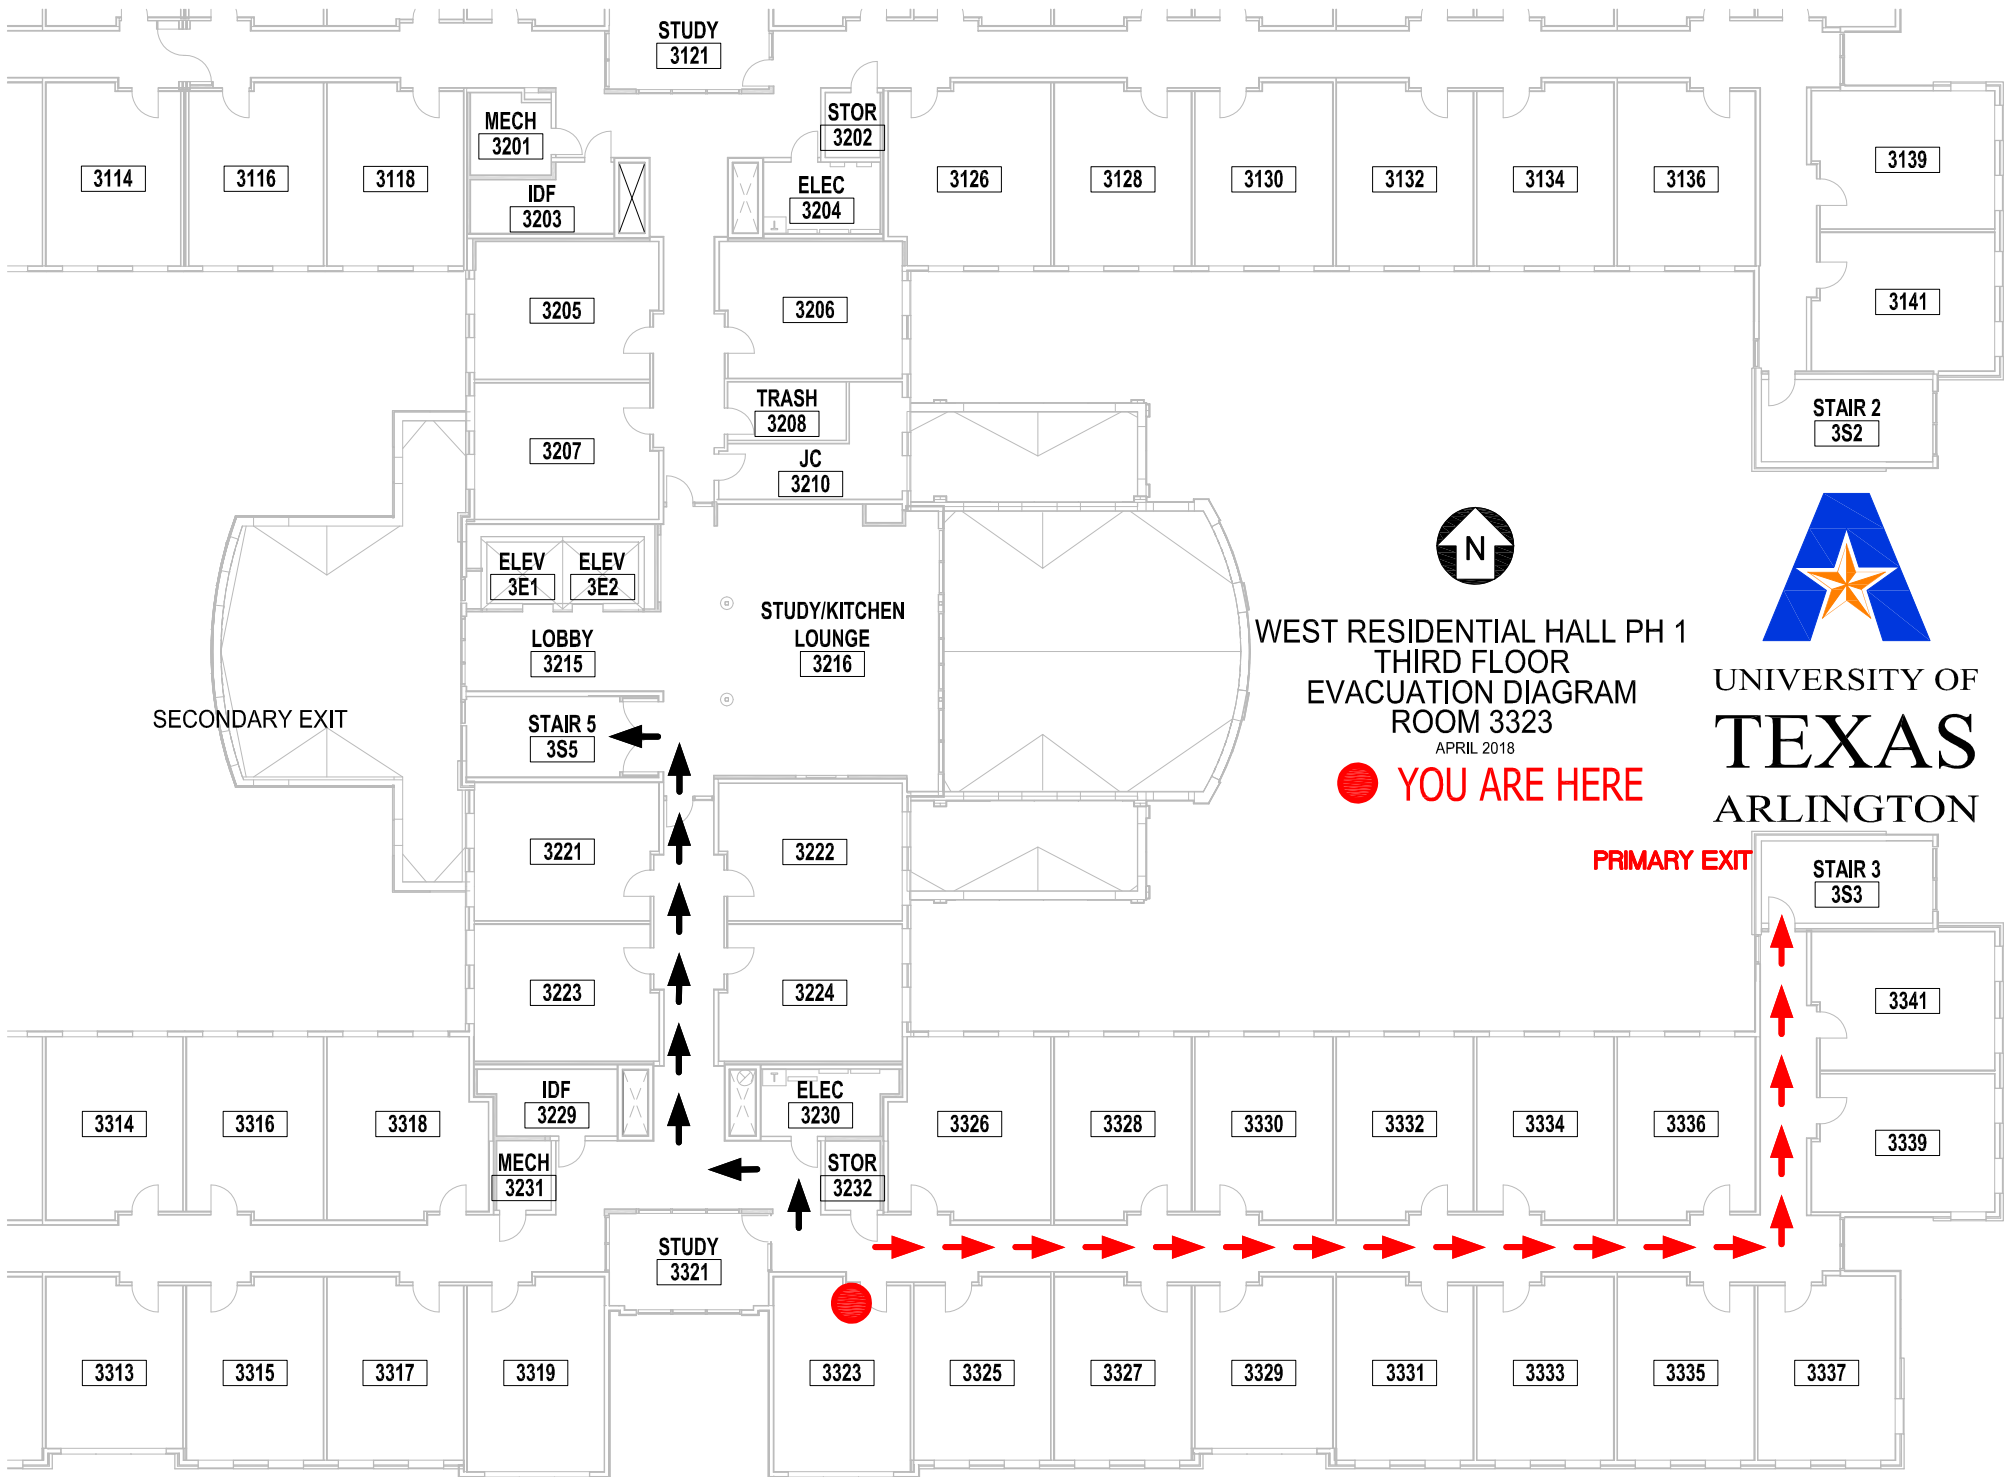 STUDY
3121
MECH
3201
STOR
3202
3114
3116
3118
IDF
3203
ELEC
3204
3126
3128
3130
3132
3134
3136
3139
3141
3205
3206
STAIR 2
3S2
TRASH
3208
3207
JC
3210
ELEV
3E1
ELEV
3E2
N
LOBBY
3215
STUDY/KITCHEN
LOUNGE
3216
WEST RESIDENTIAL HALL PH 1
THIRD FLOOR
EVACUATION DIAGRAM
ROOM 3323
APRIL 2018
YOU ARE HERE
UNIVERSITY OF
TEXAS
ARLINGTON
SECONDARY EXIT
STAIR 5
3S5
PRIMARY EXIT
STAIR 3
3S3
3221
3222
3223
3224
3341
3339
IDF
3229
T
ELEC
3230
3314
3316
3318
MECH
3231
STOR
3232
3326
3328
3330
3332
3334
3336
STUDY
3321
3313
3315
3317
3319
3323
3325
3327
3329
3331
3333
3335
3337